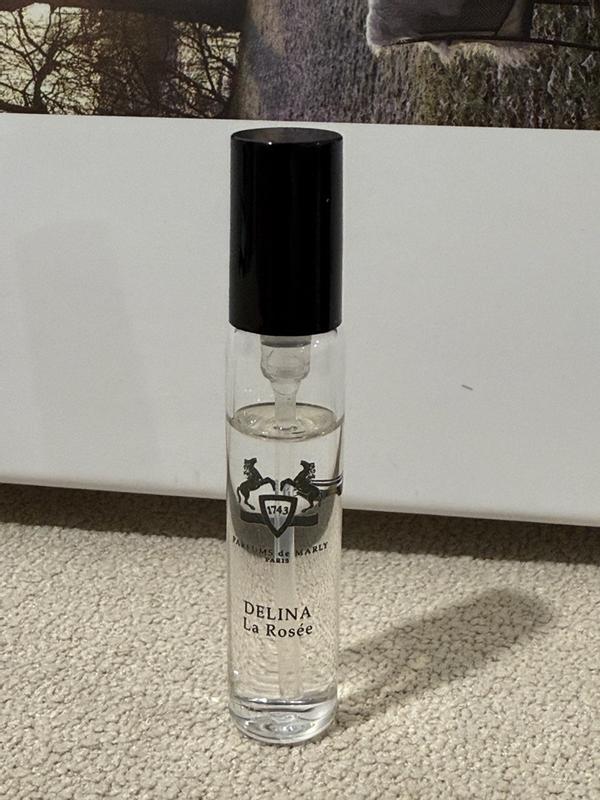 1743
PARFUMS de MARLY
PARIS
DELINA
La Rosée